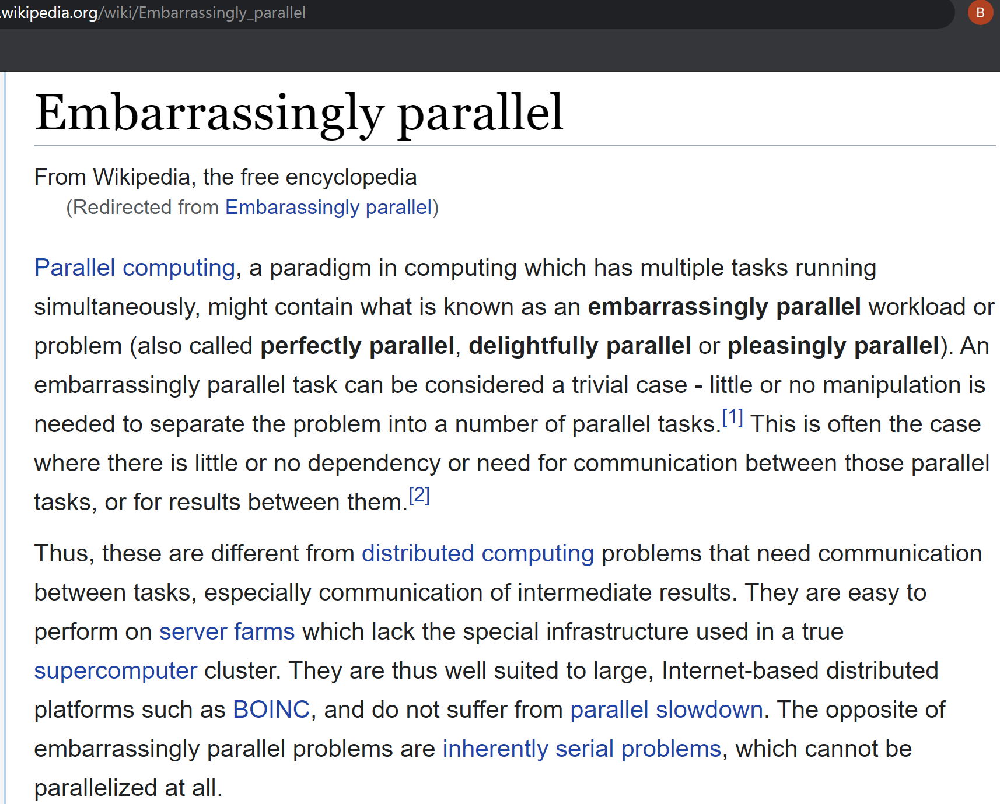 .wikipedia.org/wiki/Embarrassingly_parallel
B
Embarrassingly parallel
From Wikipedia, the free encyclopedia
(Redirected from Embarassingly parallel)
Parallel computing, a paradigm in computing which has multiple tasks running
simultaneously, might contain what is known as an embarrassingly parallel workload or
problem (also called perfectly parallel, delightfully parallel or pleasingly parallel). An
embarrassingly parallel task can be considered a trivial case - little or no manipulation is
needed to separate the problem into a number of parallel tasks.[1] This is often the case
where there is little or no dependency or need for communication between those parallel
tasks, or for results between them.[2]
Thus, these are different from distributed computing problems that need communication
between tasks, especially communication of intermediate results. They are easy to
perform on server farms which lack the special infrastructure used in a true
supercomputer cluster. They are thus well suited to large, Internet-based distributed
platforms such as BOINC, and do not suffer from parallel slowdown. The opposite of
embarrassingly parallel problems are inherently serial problems, which cannot be
parallelized at all.